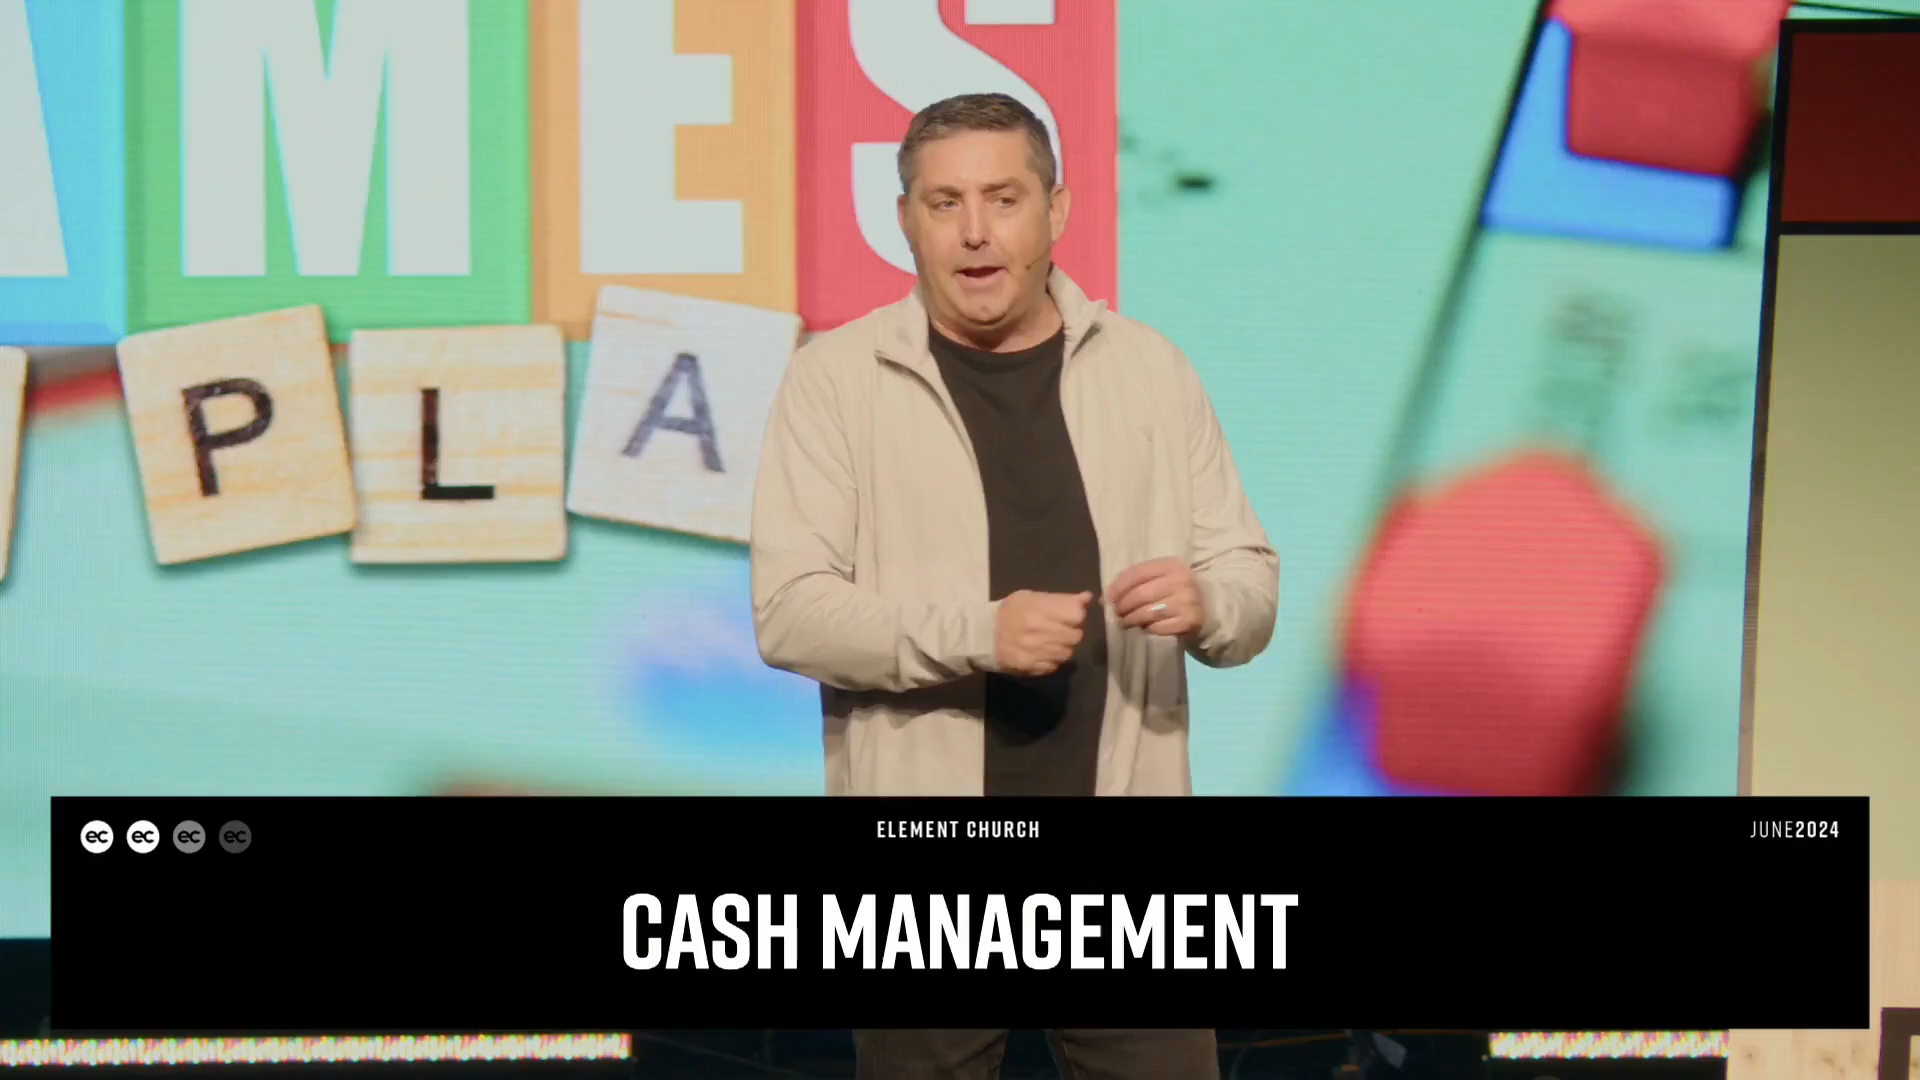 AMES
PLA
ec ec ec ec
ELEMENT CHURCH
JUNE2024
CASH MANAGEMENT